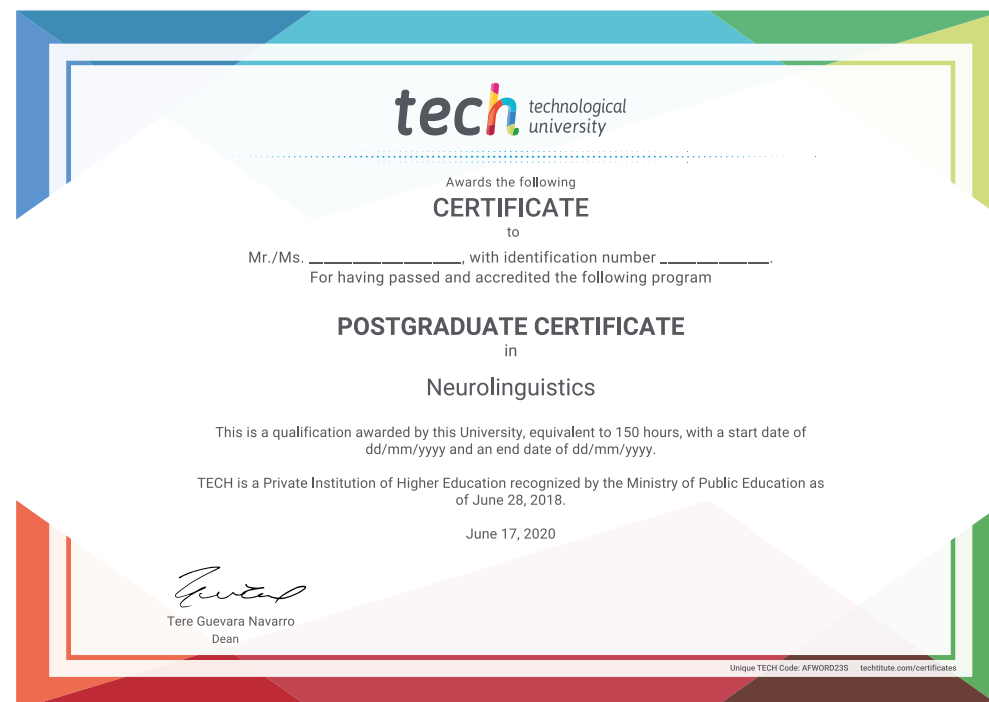 tech technological
university
Awards the following
CERTIFICATE
to
Mr./Ms. ___________________, with identification number ______________.
For having passed and accredited the following program
POSTGRADUATE CERTIFICATE
in
Neurolinguistics
This is a qualification awarded by this University, equivalent to 150 hours, with a start date of
dd/mm/yyyy and an end date of dd/mm/yyyy.
TECH is a Private Institution of Higher Education recognized by the Ministry of Public Education as
of June 28, 2018.
June 17, 2020
Tere Guevara Navarro
Dean
Unique TECH Code: AFWORD23S techtitute.com/certificates